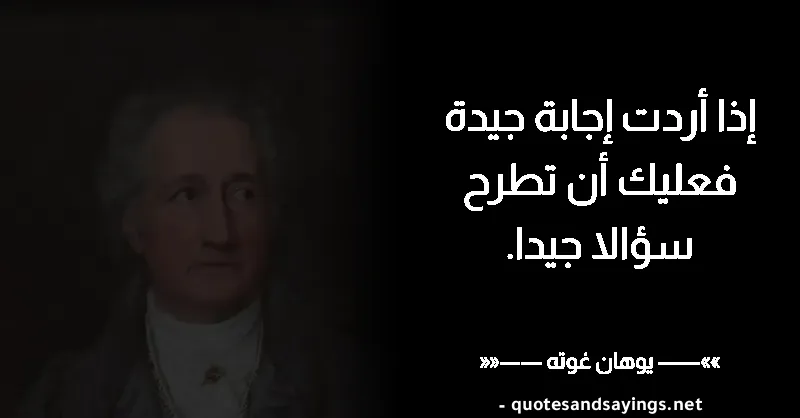 إذا أردت إجابة جيدة
فعليك أن تطرح
سؤالا جيدا.
»»—— يوهان غوته ——««
- quotesandsayings.net